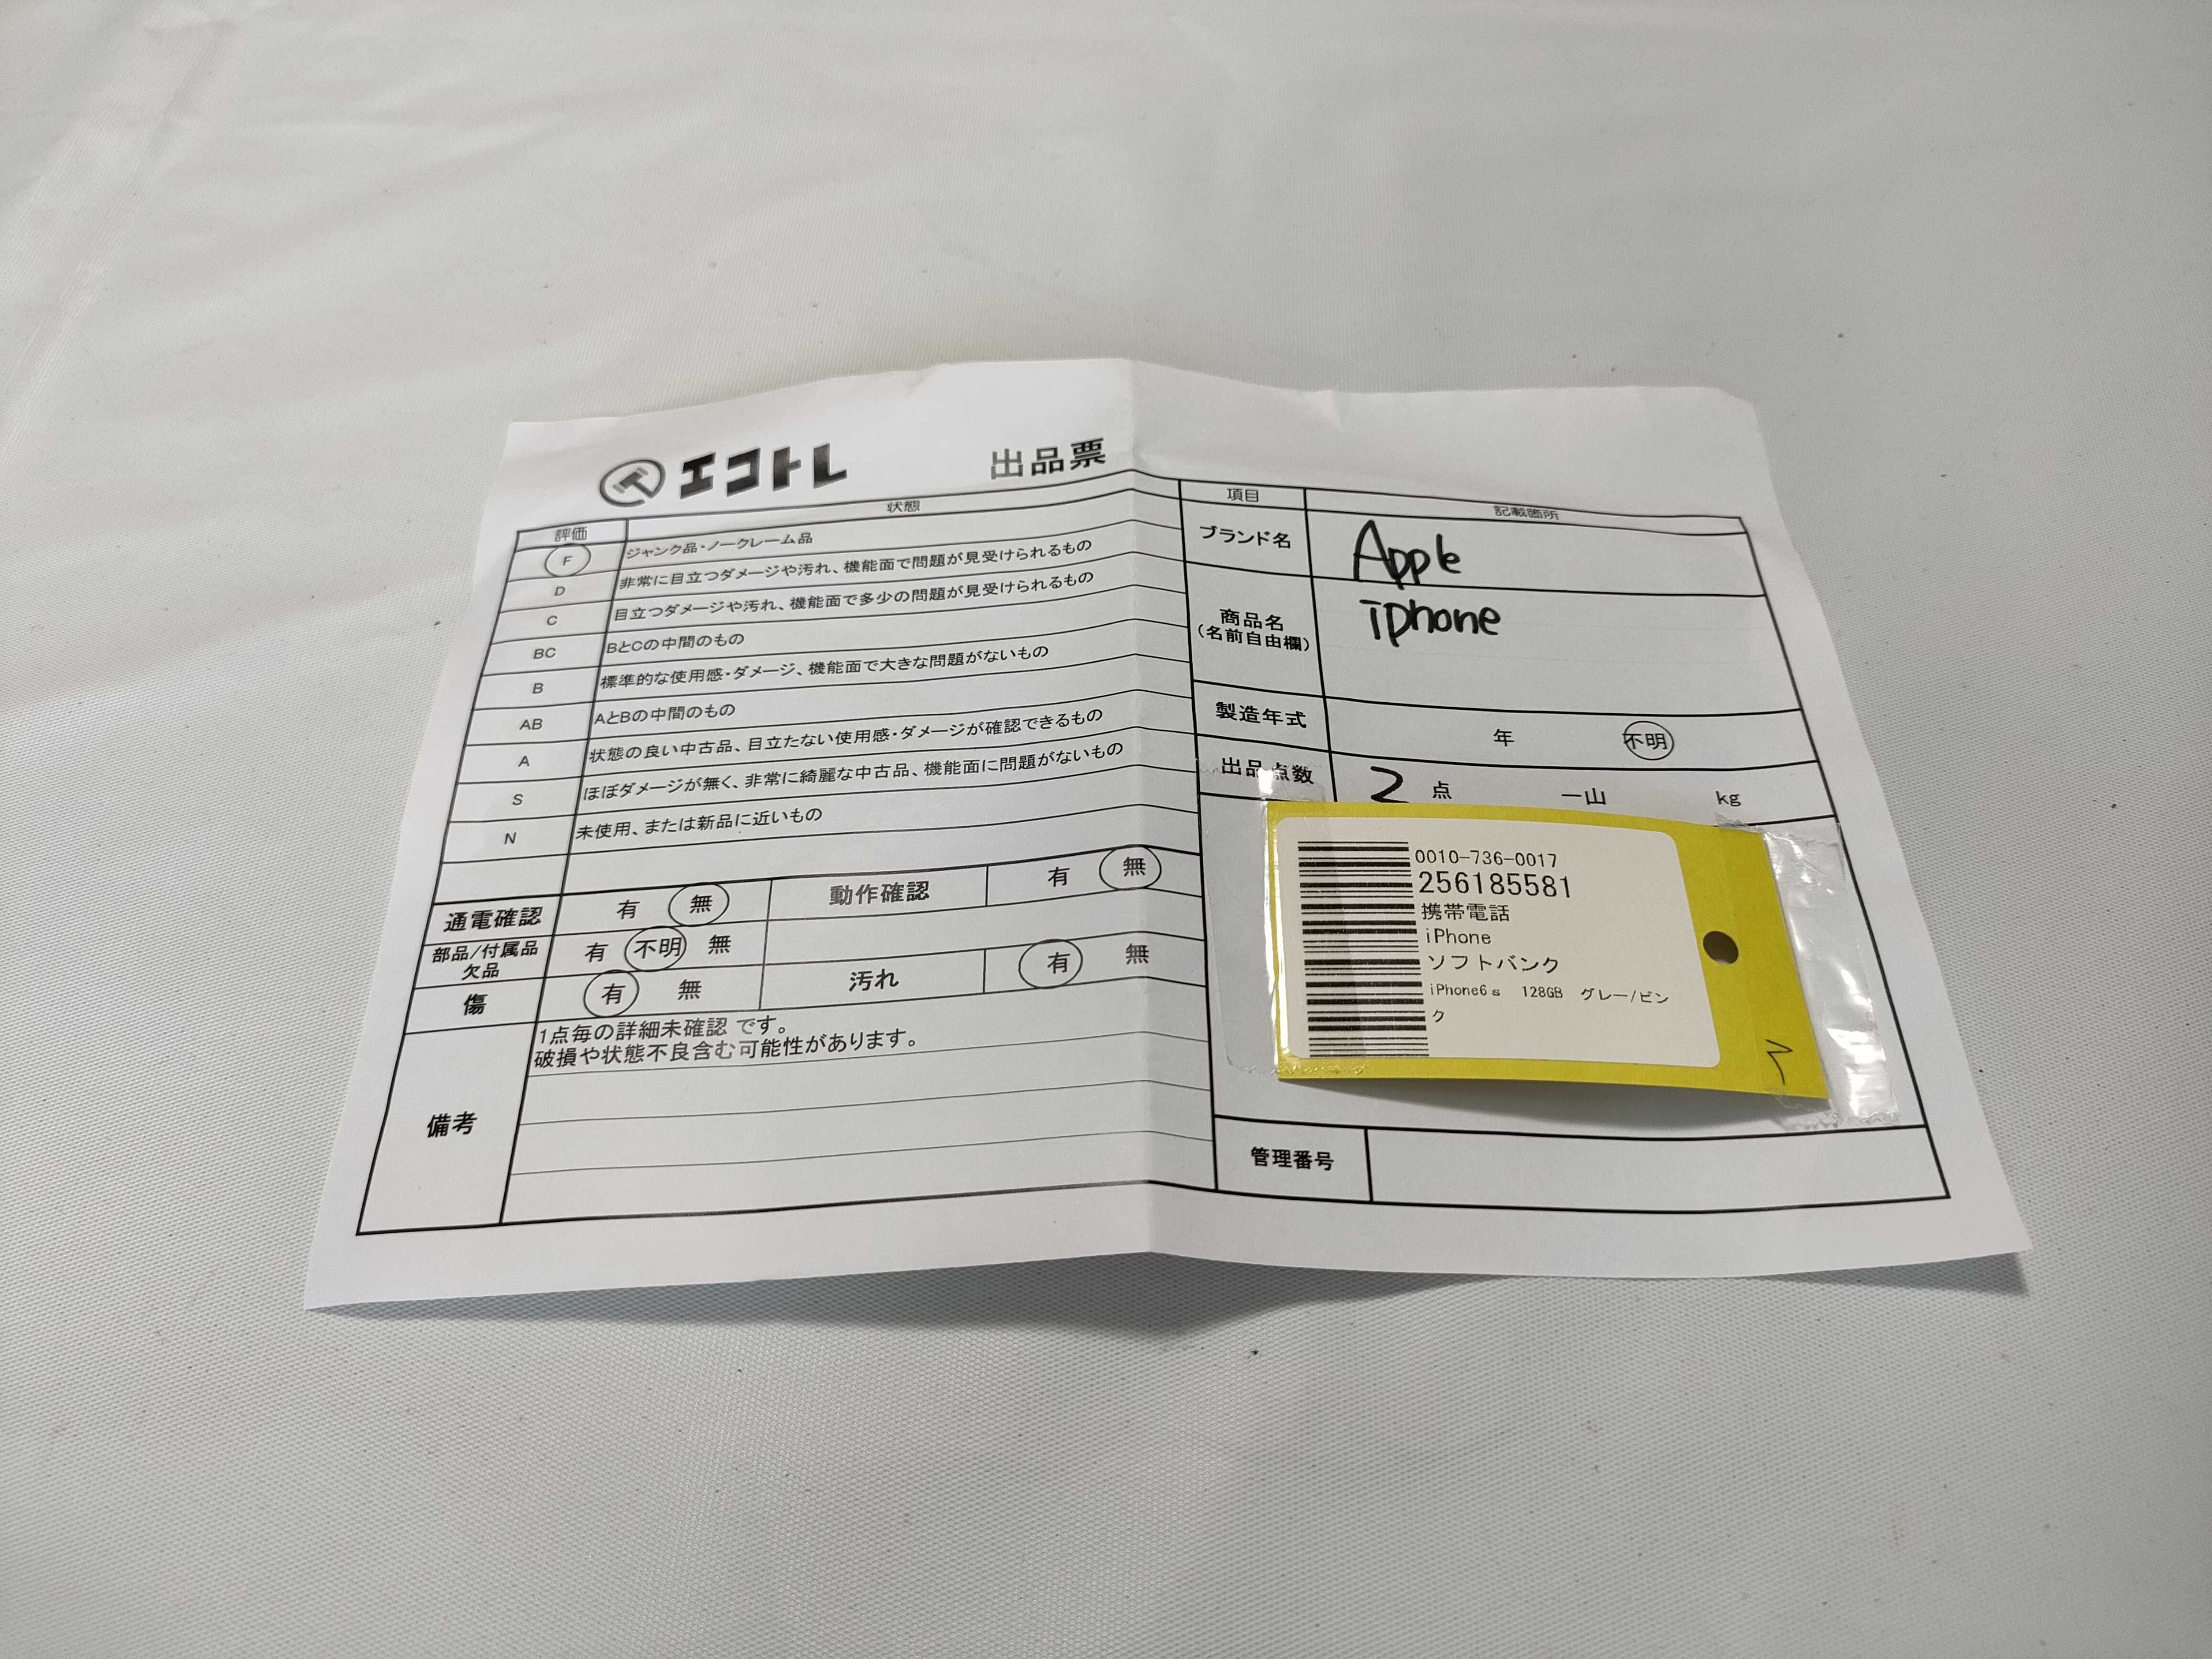 エコトレ
出品票
評価 状態
F ジャンク品・ノークレーム品
D 非常に目立つダメージや汚れ、機能面で問題が見受けられるもの
C 目立つダメージや汚れ、機能面で多少の問題が見受けられるもの
BC BとCの中間のもの
B 標準的な使用感・ダメージ、機能面で大きな問題がないもの
AB AとBの中間のもの
A 状態の良い中古品、目立たない使用感・ダメージが確認できるもの
S ほぼダメージが無く、非常に綺麗な中古品、機能面に問題がないもの
N 未使用、または新品に近いもの
通電確認 有 無 動作確認 有 無
部品/付属品
欠品 有 不明 無
傷 有 無 汚れ 有 無
備考
1点毎の詳細未確認 です。
破損や状態不良含む可能性があります。
項目 記載箇所
ブランド名 Apple
商品名
(名前自由欄) iphone
製造年式 年 不明
出品点数 2 点 一山 kg
0010-736-0017
256185581
携帯電話
iPhone
ソフトバンク
iPhone6s 128GB グレー/ピン
ク
管理番号